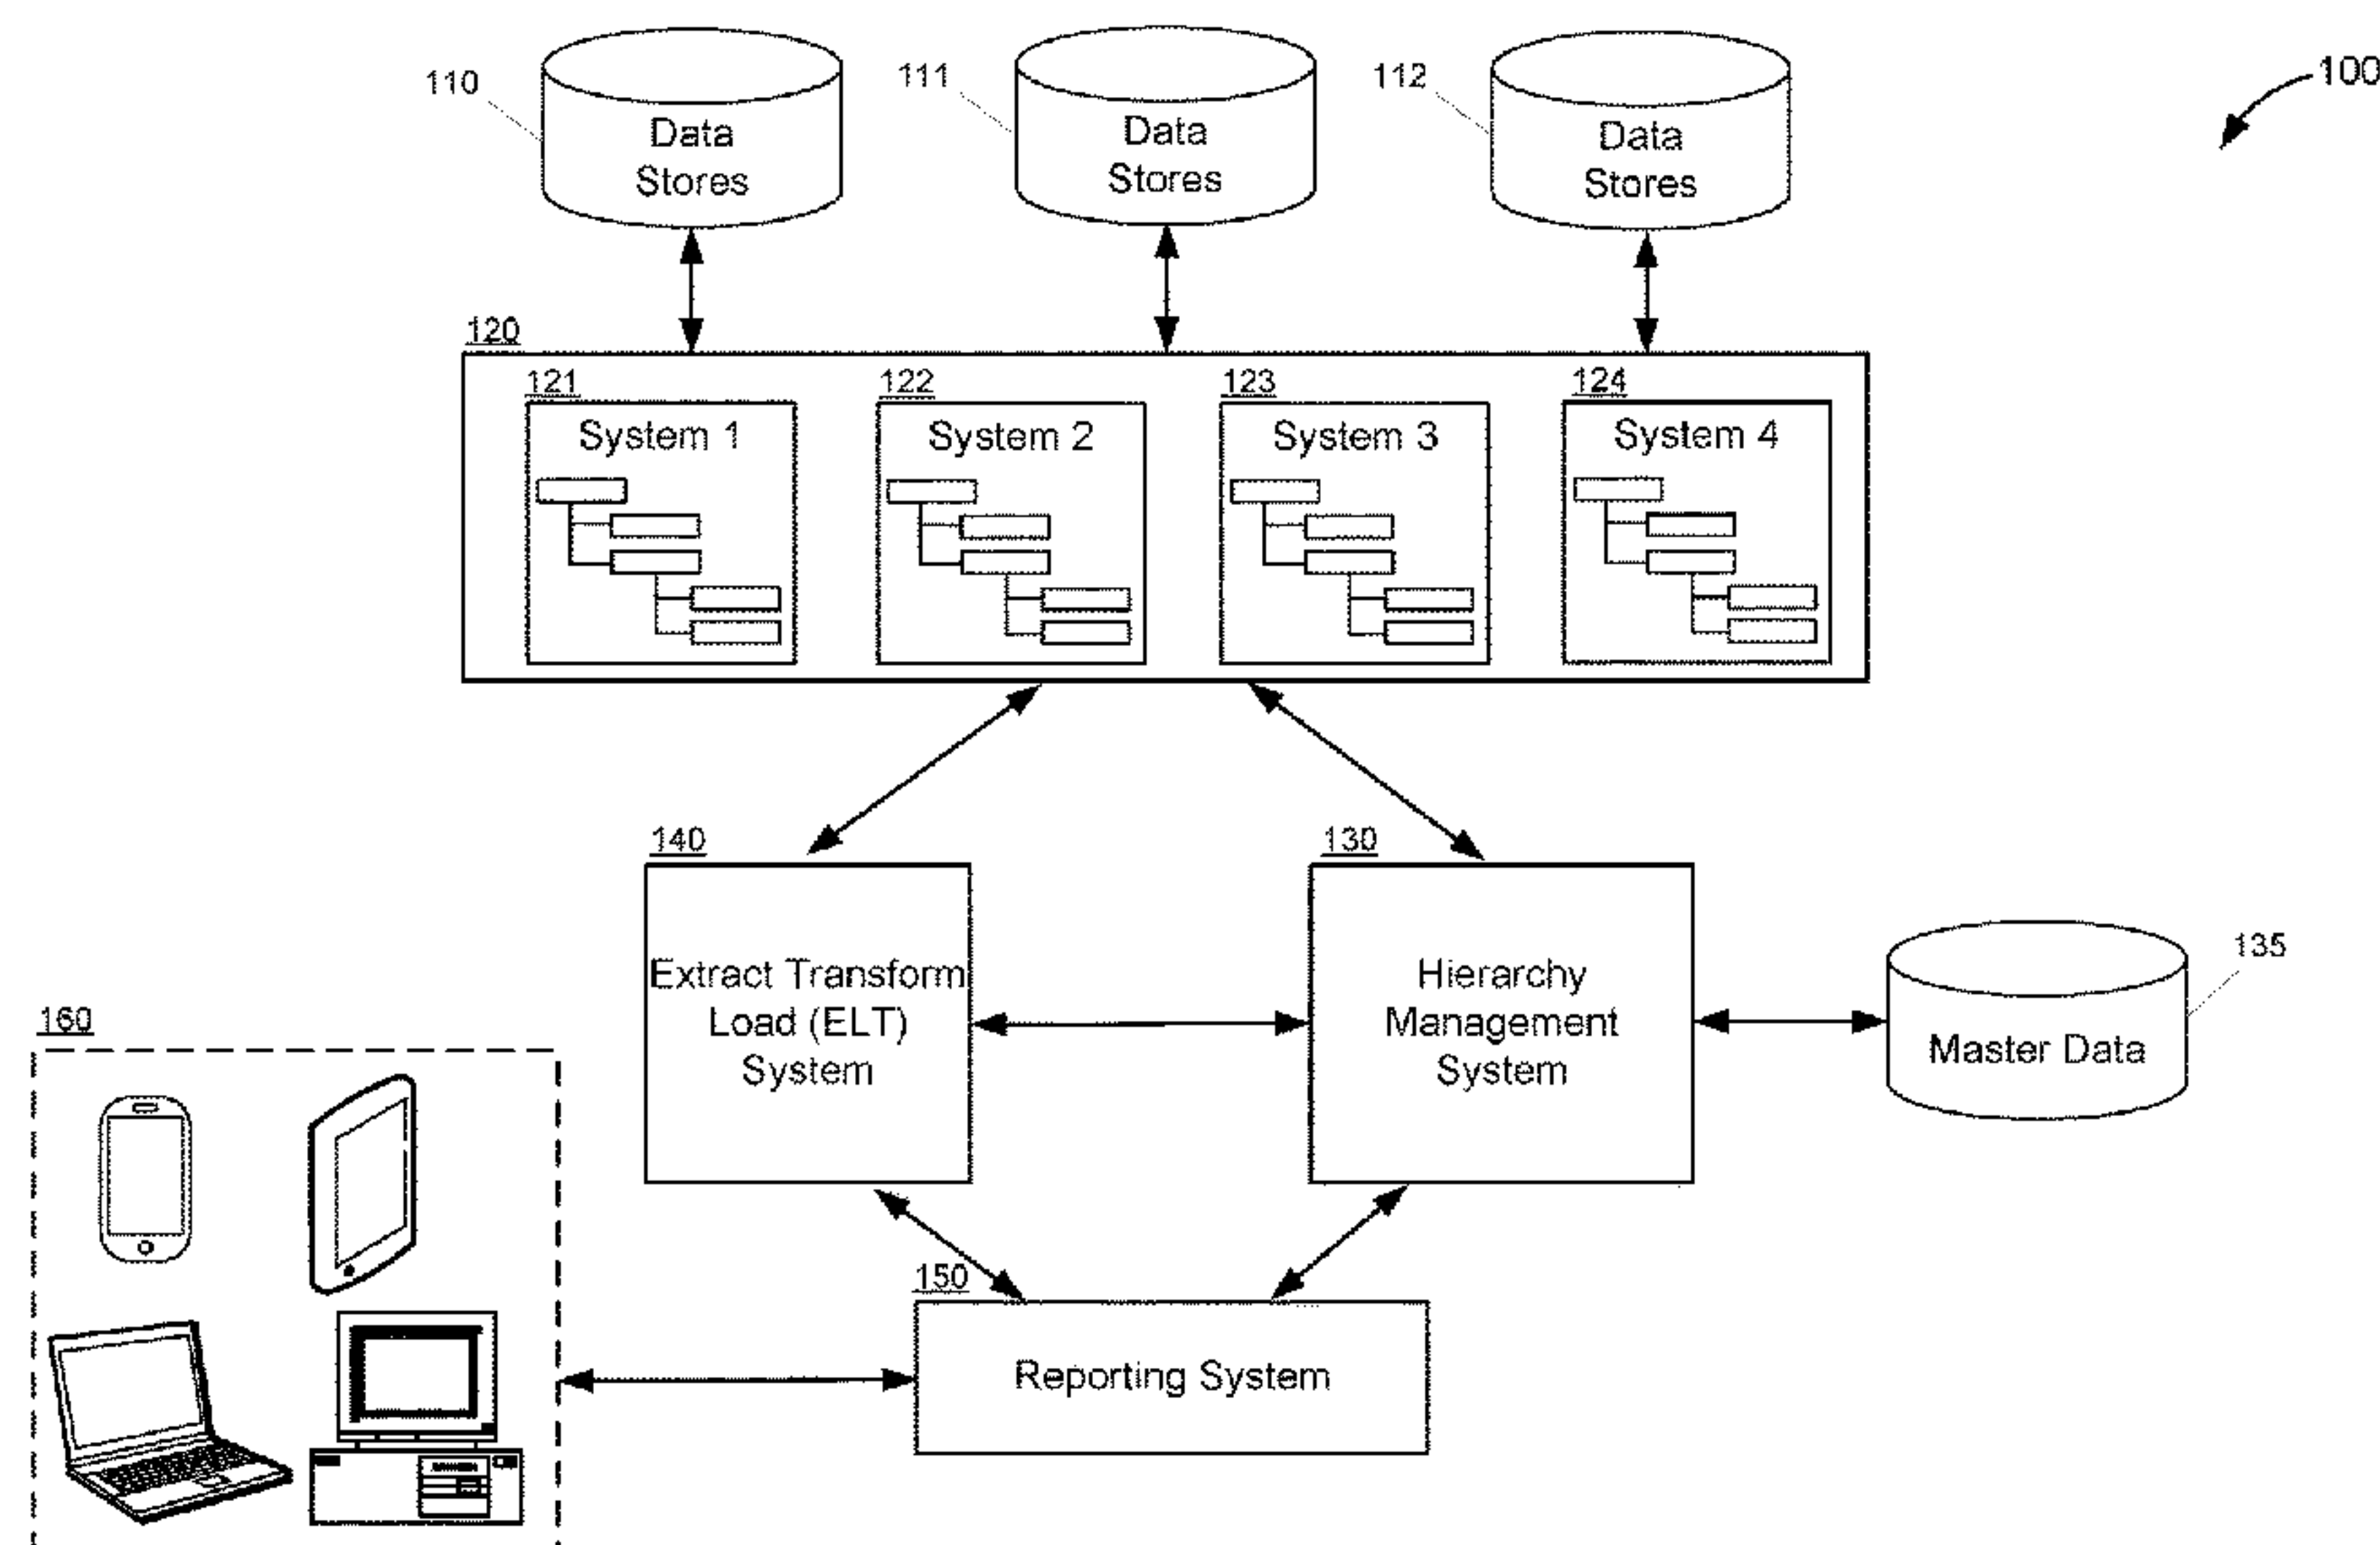 100
110
Data
Stores
111
Data
Stores
112
Data
Stores
120
121
System 1
122
System 2
123
System 3
124
System 4
140
Extract Transform
Load (ELT)
System
130
Hierarchy
Management
System
135
Master Data
160
150
Reporting System